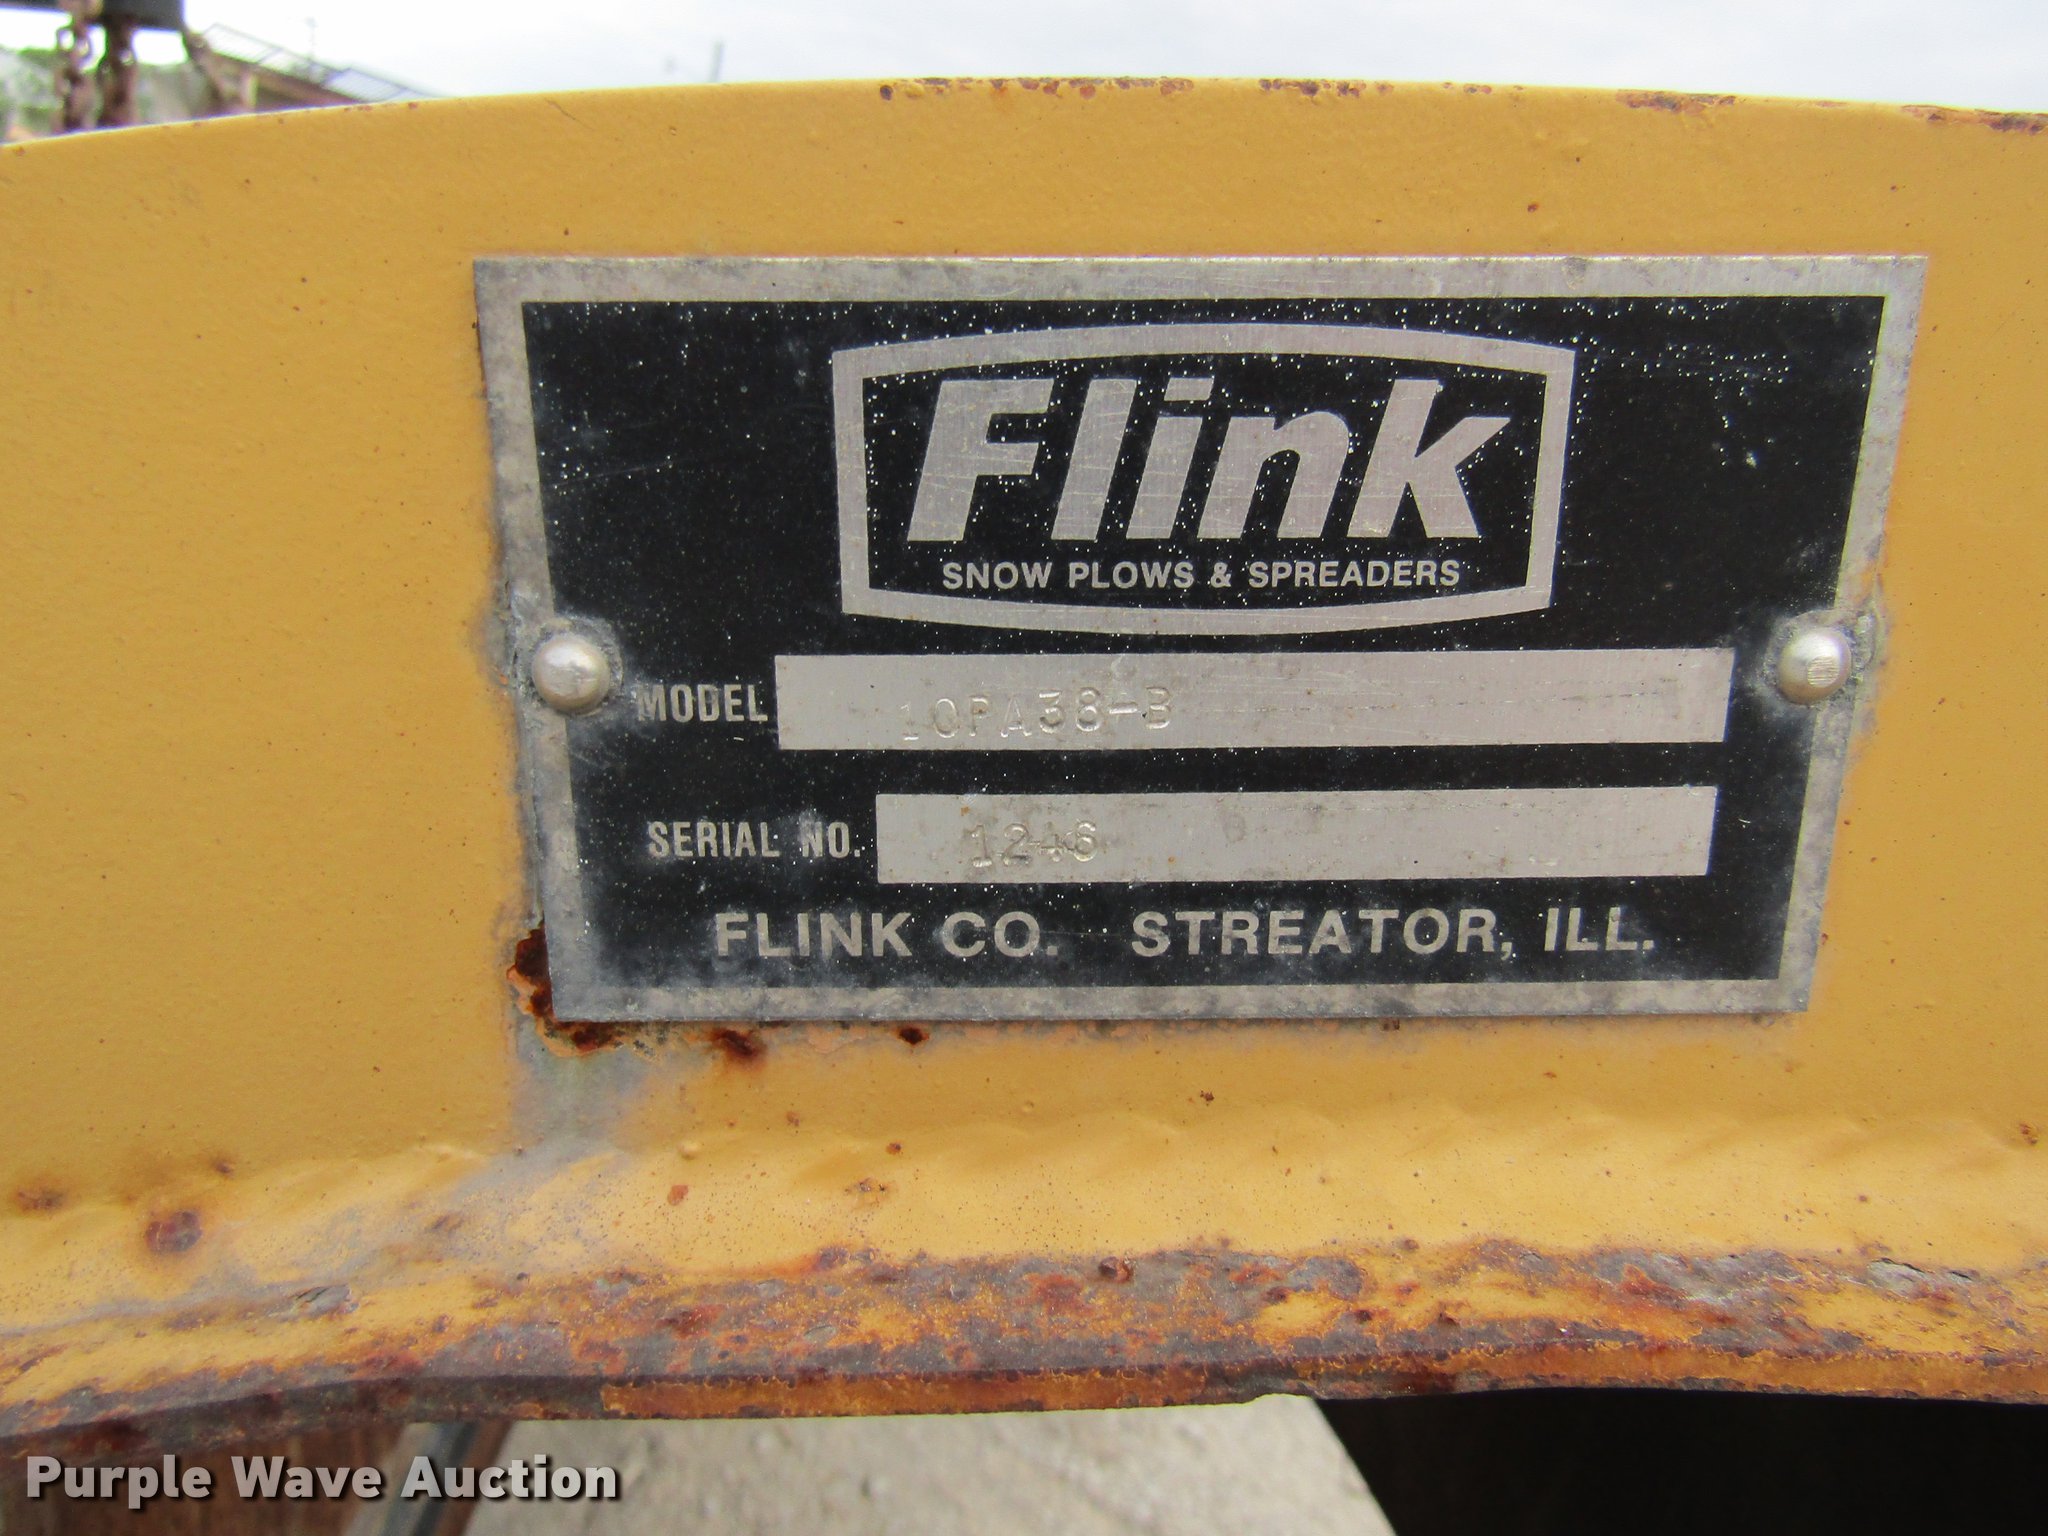 Flink
SNOW PLOWS & SPREADERS
MODEL 10PA38-B
SERIAL NO. 1246
FLINK CO. STREATOR, ILL.
Purple Wave Auction